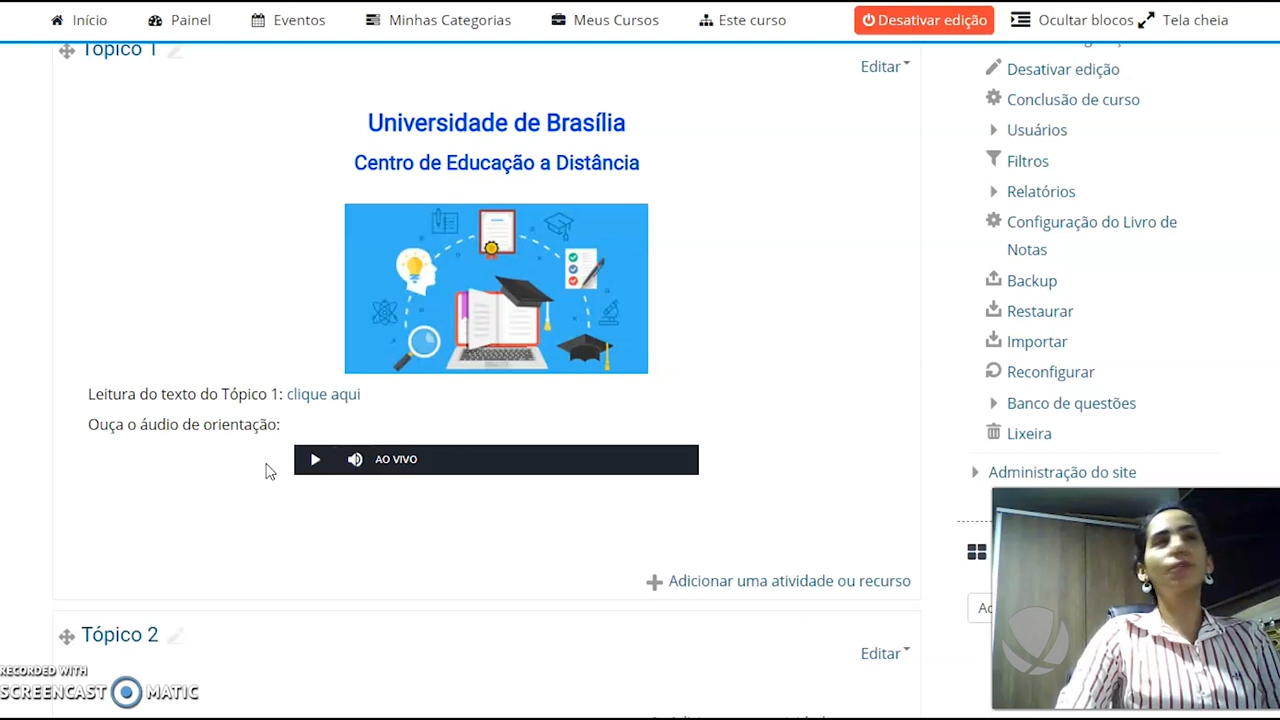 Início
Painel
Eventos
Minhas Categorias
Meus Cursos
Este curso
Desativar edição
Ocultar blocos
Tela cheia
Tópico 1
Editar
Universidade de Brasília
Centro de Educação a Distância
Leitura do texto do Tópico 1: clique aqui
Ouça o áudio de orientação:
AO VIVO
Adicionar uma atividade ou recurso
Tópico 2
Editar
Desativar edição
Conclusão de curso
Usuários
Filtros
Relatórios
Configuração do Livro de
Notas
Backup
Restaurar
Importar
Reconfigurar
Banco de questões
Lixeira
Administração do site
RECORDED WITH
SCREENCAST MATIC